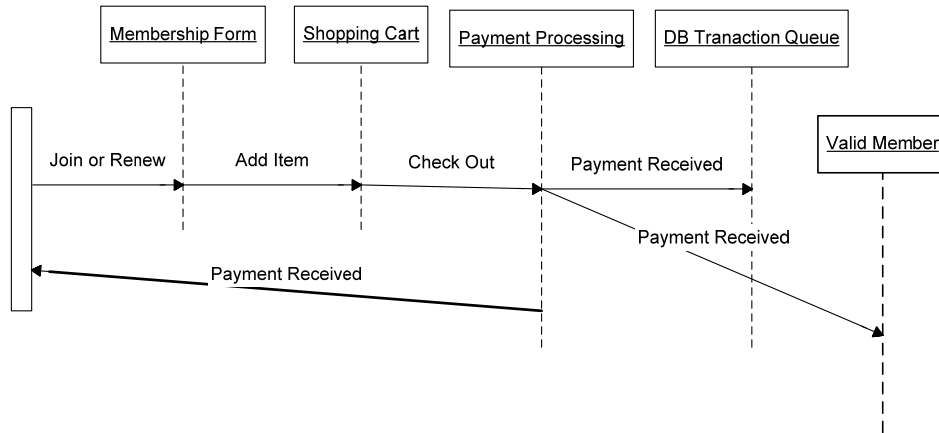 Membership Form
Shopping Cart
Payment Processing
DB Tranaction Queue
Valid Member
Join or Renew
Add Item
Check Out
Payment Received
Payment Received
Payment Received